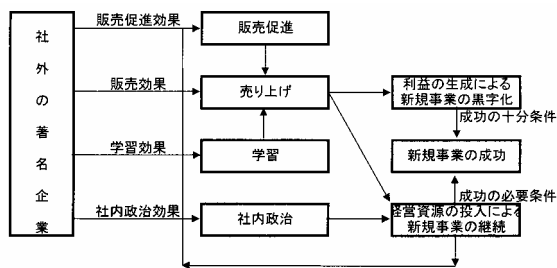 社外の著名企業
販売促進効果
販売促進
販売効果
売り上げ
利益の生成による
新規事業の黒字化
成功の十分条件
学習効果
学習
新規事業の成功
成功の必要条件
社内政治効果
社内政治
経営資源の投入による
新規事業の継続